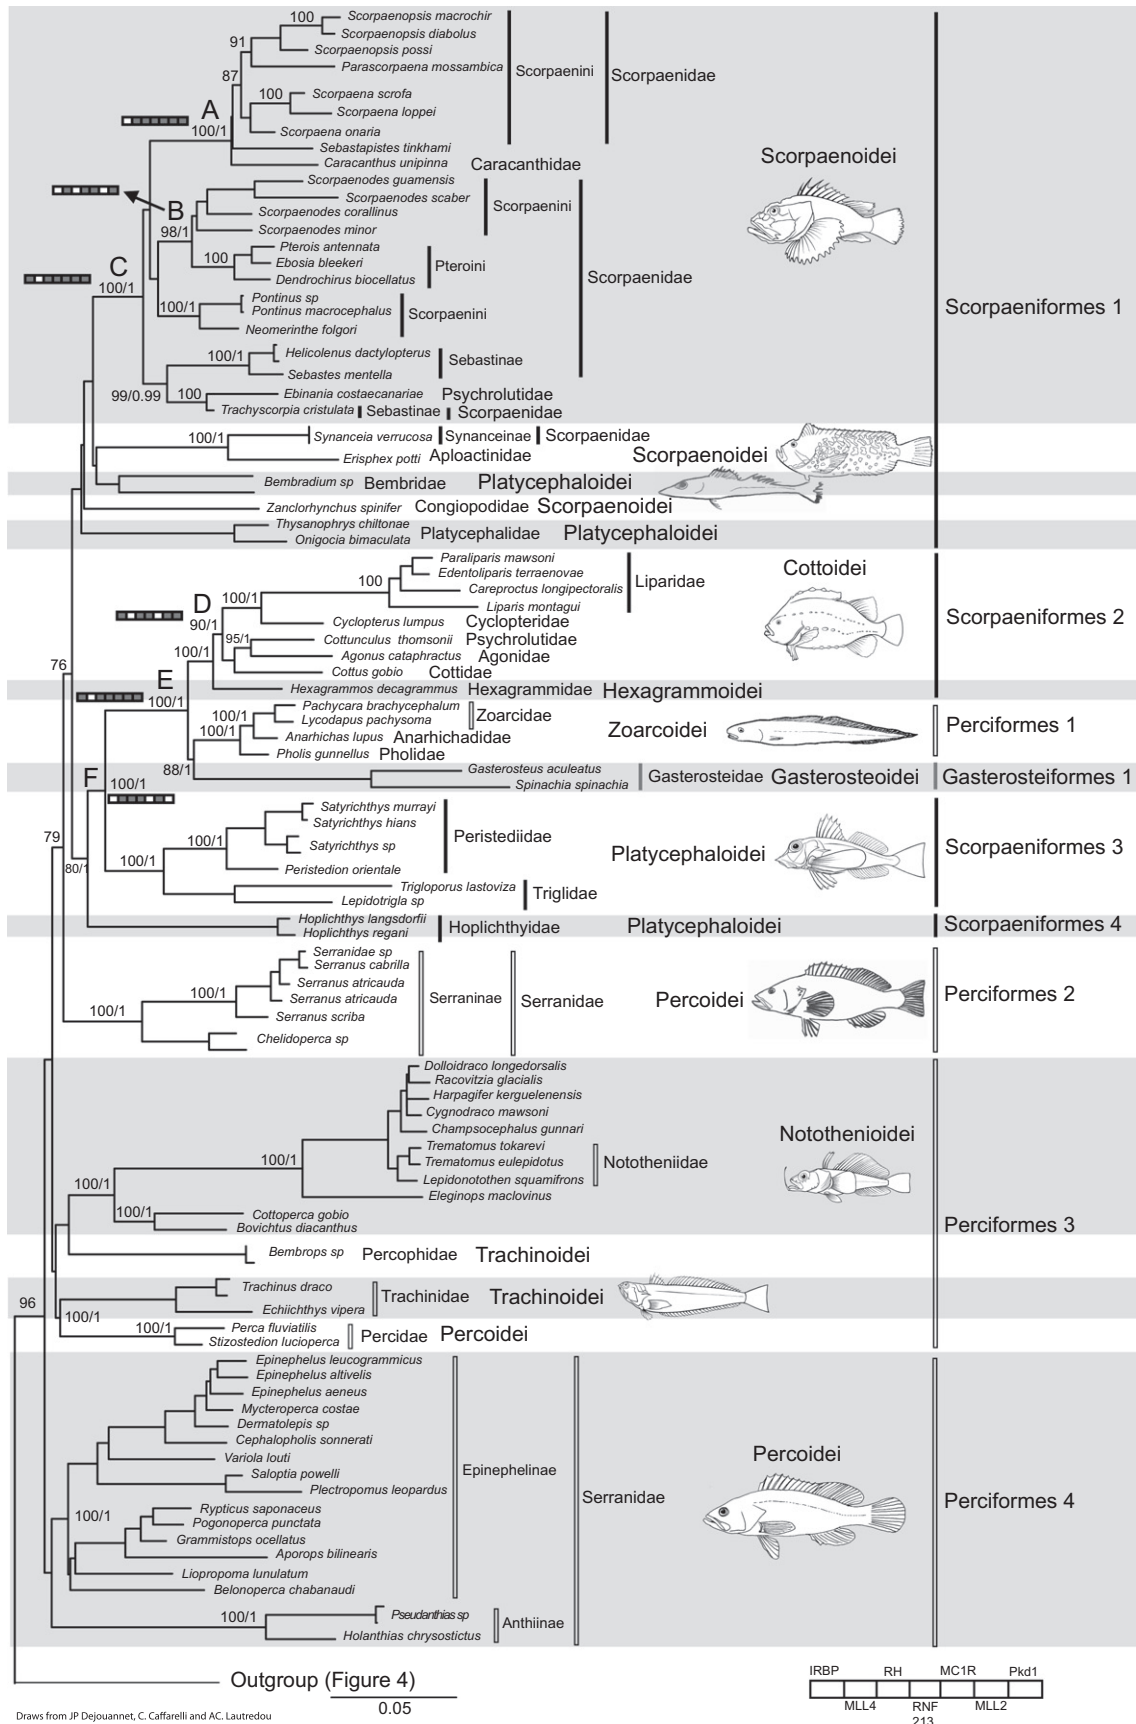 100
Scorpaenopsis macrochir
Scorpaenopsis diabolus
91
Scorpaenopsis possi
Parascorpaena mossambica
Scorpaenini
Scorpaenidae
87
100
Scorpaena scrofa
Scorpaena loppei
A
100/1
Scorpaena onaria
Sebastapistes tinkhami
Caracanthus unipinna
Caracanthidae
Scorpaenoidei
Scorpaenodes guamensis
Scorpaenodes scaber
Scorpaenodes corallinus
Scorpaenini
B
98/1
Scorpaenodes minor
Pterois antennata
100
Ebosia bleekeri
Pteroini
Dendrochirus biocellatus
Scorpaenidae
C
100/1
100/1
Pontinus sp
Pontinus macrocephalus
Scorpaenini
Neomerinthe folgori
Scorpaeniformes 1
100/1
Helicolenus dactylopterus
Sebastinae
Sebastes mentella
99/0.99
100
Ebinania costaecanariae
Psychrolutidae
Trachyscorpia cristulata
Sebastinae
Scorpaenidae
100/1
Synanceia verrucosa
Synanceinae
Scorpaenidae
Erisphex potti
Aploactinidae
Scorpaenoidei
Bembradium sp
Bembridae
Platycephaloidei
Zanclorhynchus spinifer
Congiopodidae
Scorpaenoidei
Thysanophrys chiltonae
Onigocia bimaculata
Platycephalidae
Platycephaloidei
Paraliparis mawsoni
Edentoliparis terraenovae
100
Careproctus longipectoralis
Liparidae
Cottoidei
D
100/1
Liparis montagui
90/1
Cyclopterus lumpus
Cyclopteridae
Scorpaeniformes 2
95/1
Cottunculus thomsonii
Psychrolutidae
100/1
Agonus cataphractus
Agonidae
76
Cottus gobio
Cottidae
E
100/1
Hexagrammos decagrammus
Hexagrammidae
Hexagrammoidei
Pachycara brachycephalum
100/1
Lycodapus pachysoma
Zoarcidae
100/1
Anarhichas lupus
Anarhichadidae
Zoarcoidei
Perciformes 1
Pholis gunnellus
Pholidae
88/1
F
100/1
Gasterosteus aculeatus
Spinachia spinachia
Gasterosteidae
Gasterosteoidei
Gasterosteiformes 1
Satyrichthys murrayi
Satyrichthys hians
79
100/1
Satyrichthys sp
Peristediidae
Platycephaloidei
Scorpaeniformes 3
80/1
100/1
Peristedion orientale
Trigloporus lastoviza
Lepidotrigla sp
Triglidae
Hoplichthys langsdorfii
Hoplichthys regani
Hoplichthyidae
Platycephaloidei
Scorpaeniformes 4
Serranidae sp
Serranus cabrilla
Serranus atricauda
100/1
Serranus atricauda
Serraninae
Serranidae
Percoidei
Perciformes 2
100/1
Serranus scriba
Chelidoperca sp
Dolloidraco longedorsalis
Racovitzia glacialis
Harpagifer kerguelenensis
Cygnodraco mawsoni
Champsocephalus gunnari
Notothenioidei
100/1
Trematomus tokarevi
Trematomus eulepidotus
Nototheniidae
Lepidonotothen squamifrons
100/1
Eleginops maclovinus
100/1
Cottoperca gobio
Bovichtus diacanthus
Perciformes 3
Bembrops sp
Percophidae
Trachinoidei
Trachinus draco
Trachinidae
Trachinoidei
96
Echiichthys vipera
100/1
100/1
Perca fluviatilis
Stizostedion lucioperca
Percidae
Percoidei
Epinephelus leucogrammicus
Epinephelus altivelis
Epinephelus aeneus
Mycteroperca costae
Dermatolepis sp
Cephalopholis sonnerati
Variola louti
Percoidei
Saloptia powelli
Epinephelinae
Plectropomus leopardus
Serranidae
Perciformes 4
100/1
Rypticus saponaceus
Pogonoperca punctata
Grammistops ocellatus
Aporops bilinearis
Liopropoma lunulatum
Belonoperca chabanaudi
100/1
Pseudanthias sp
Anthiinae
Holanthias chrysostictus
Outgroup (Figure 4)
0.05
IRBP
RH
MC1R
Pkd1
MLL4
RNF
213
MLL2
Draws from JP Dejouannet, C. Caffarelli and AC. Lautredou